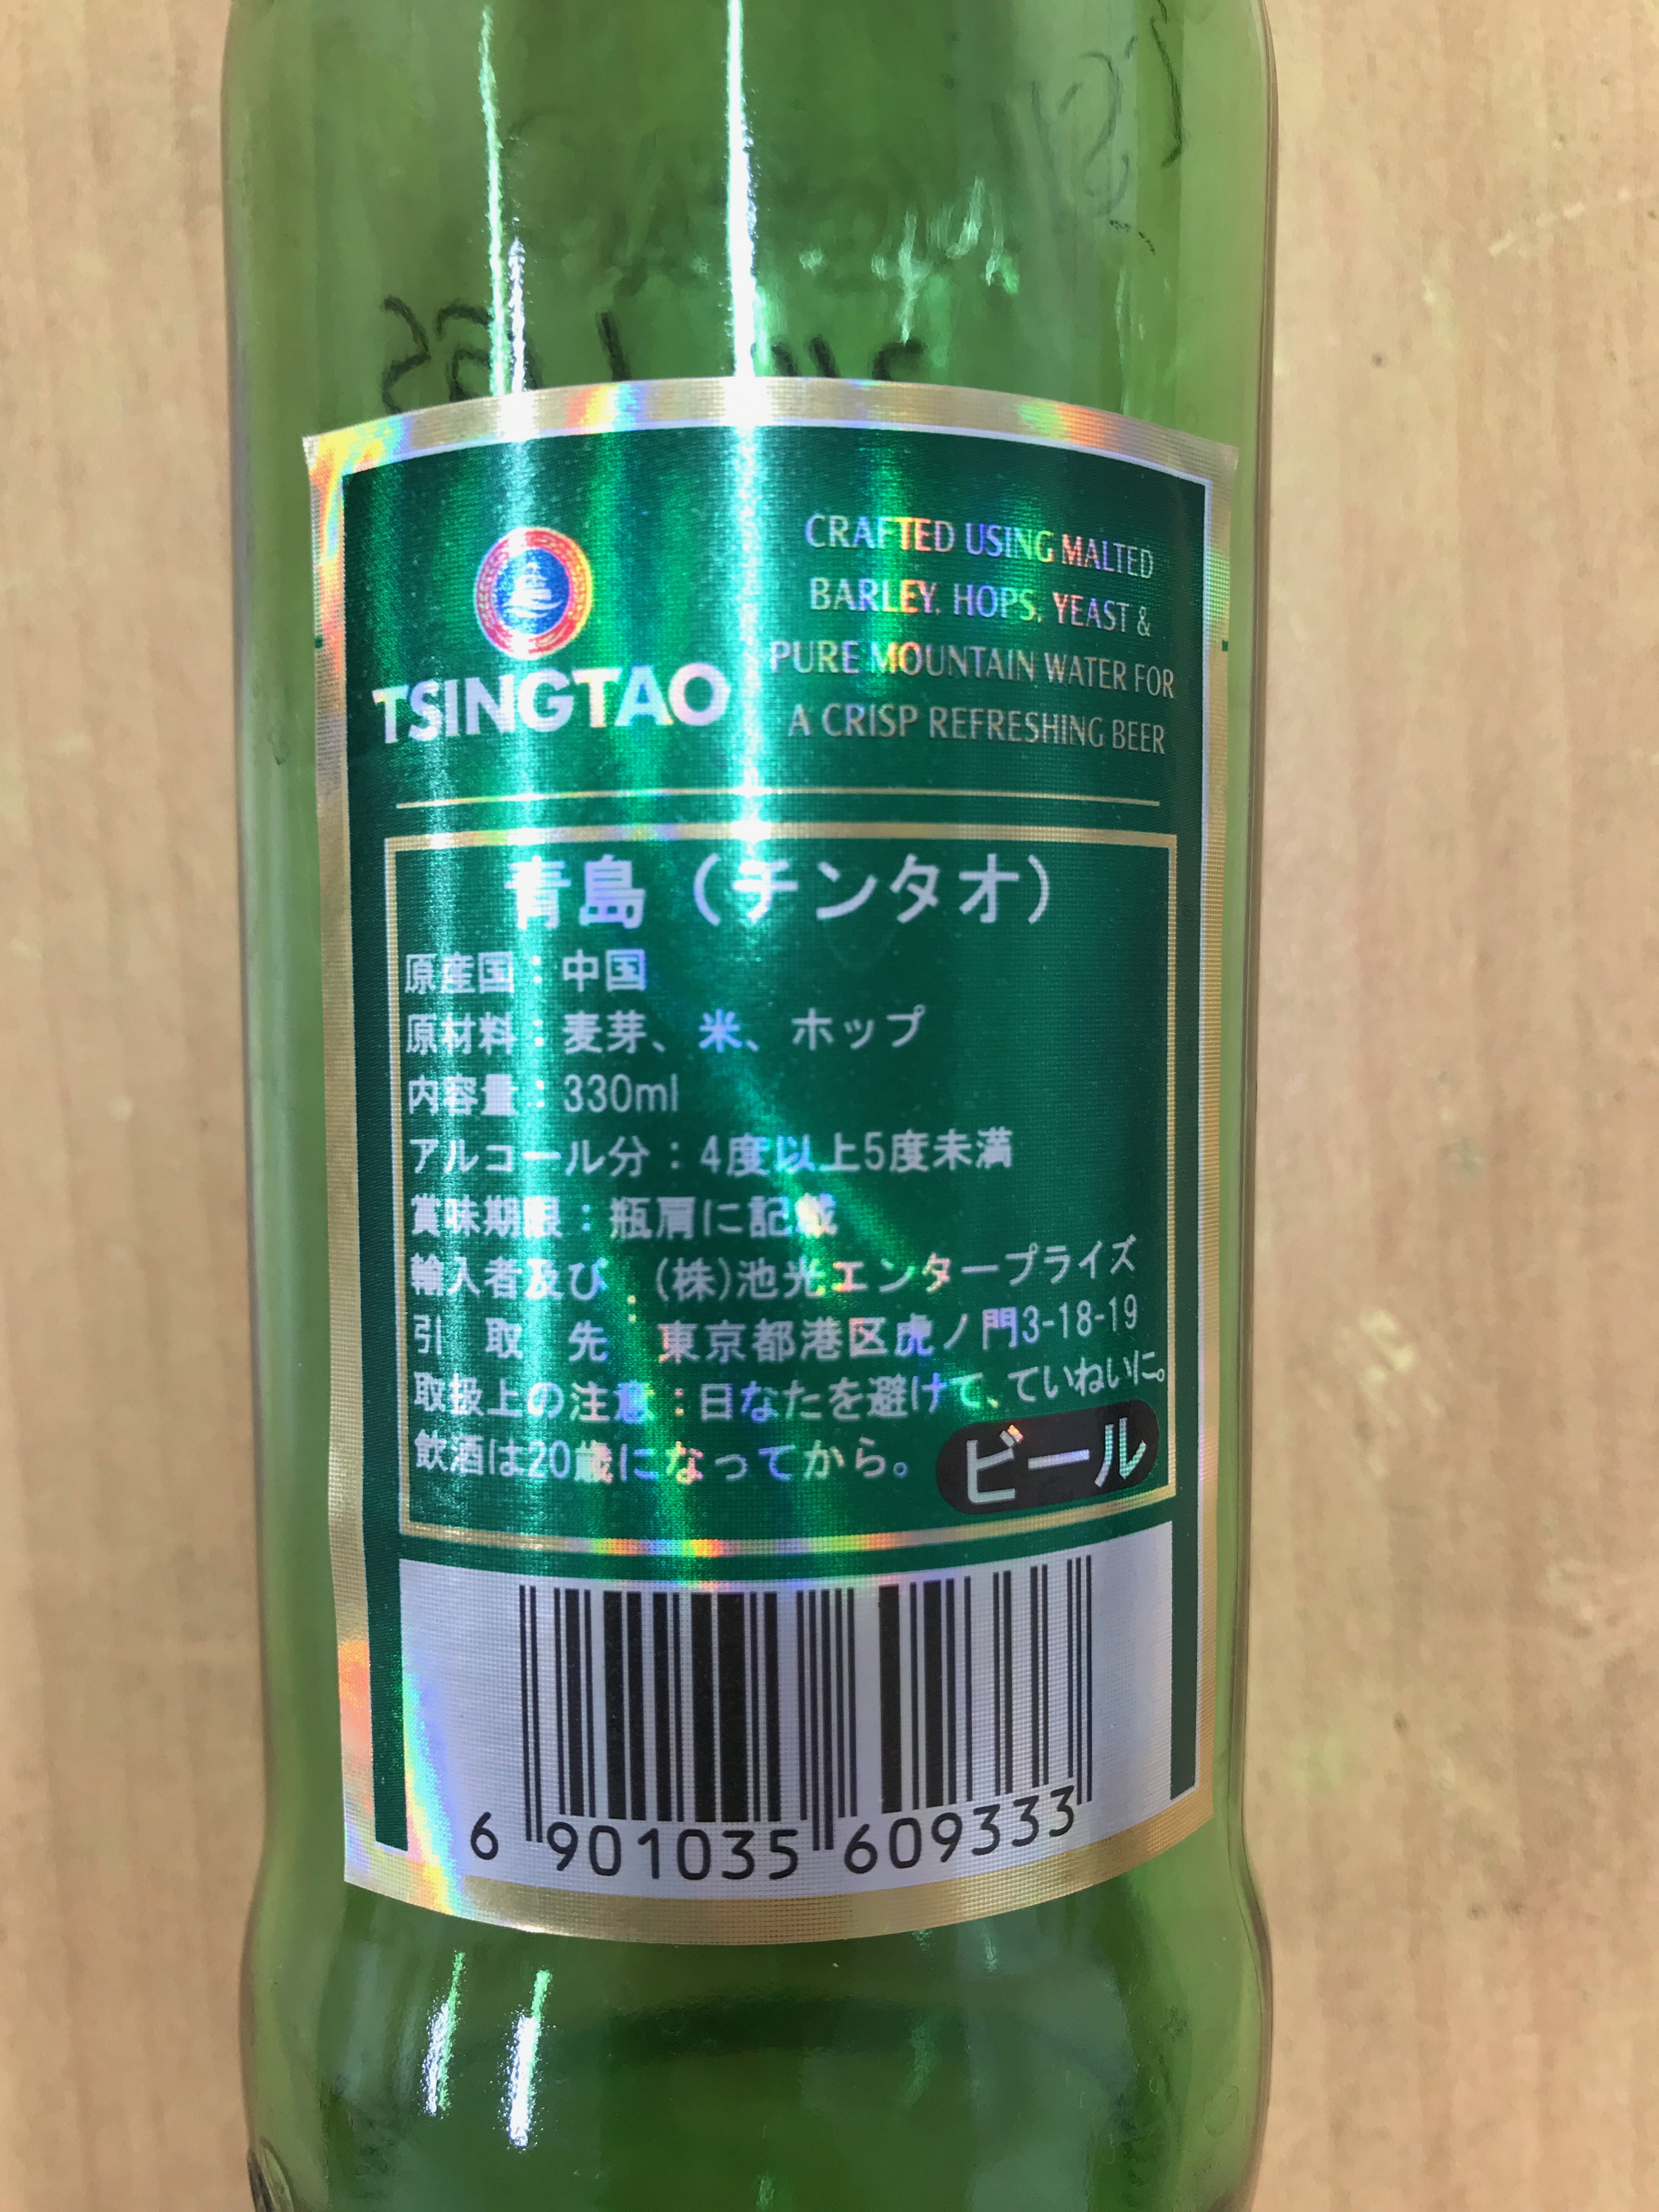 TSINGTAO
CRAFTED USING MALTED
BARLEY, HOPS, YEAST &
PURE MOUNTAIN WATER FOR
A CRISP REFRESHING BEER
青島（チンタオ）
原産国：中国
原材料：麦芽、米、ホップ
内容量：330ml
アルコール分：4度以上5度未満
賞味期限：瓶肩に記載
輸入者及び引取先：(株)池光エンタープライズ
東京都港区虎ノ門3-18-19
取扱上の注意：日なたを避けて、ていねいに。
飲酒は20歳になってから。
ビール
6 901035 609333